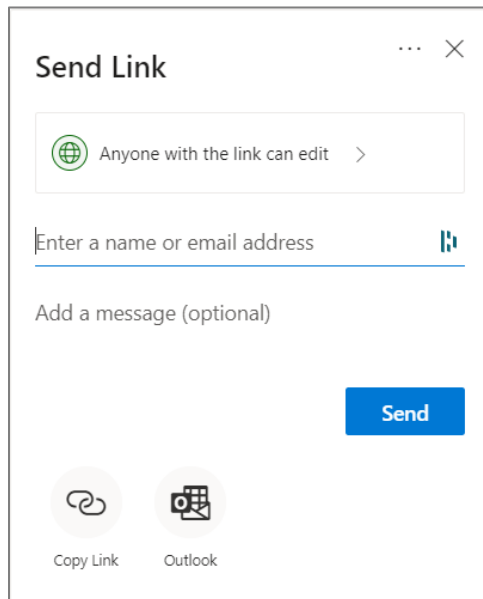 Send Link
Anyone with the link can edit
Enter a name or email address
Add a message (optional)
Send
Copy Link
Outlook